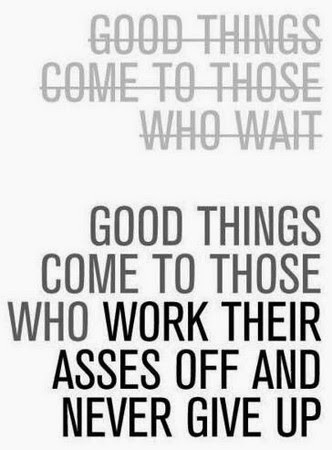 GOOD THINGS
COME TO THOSE
WHO WAIT
GOOD THINGS
COME TO THOSE
WHO WORK THEIR
ASSES OFF AND
NEVER GIVE UP